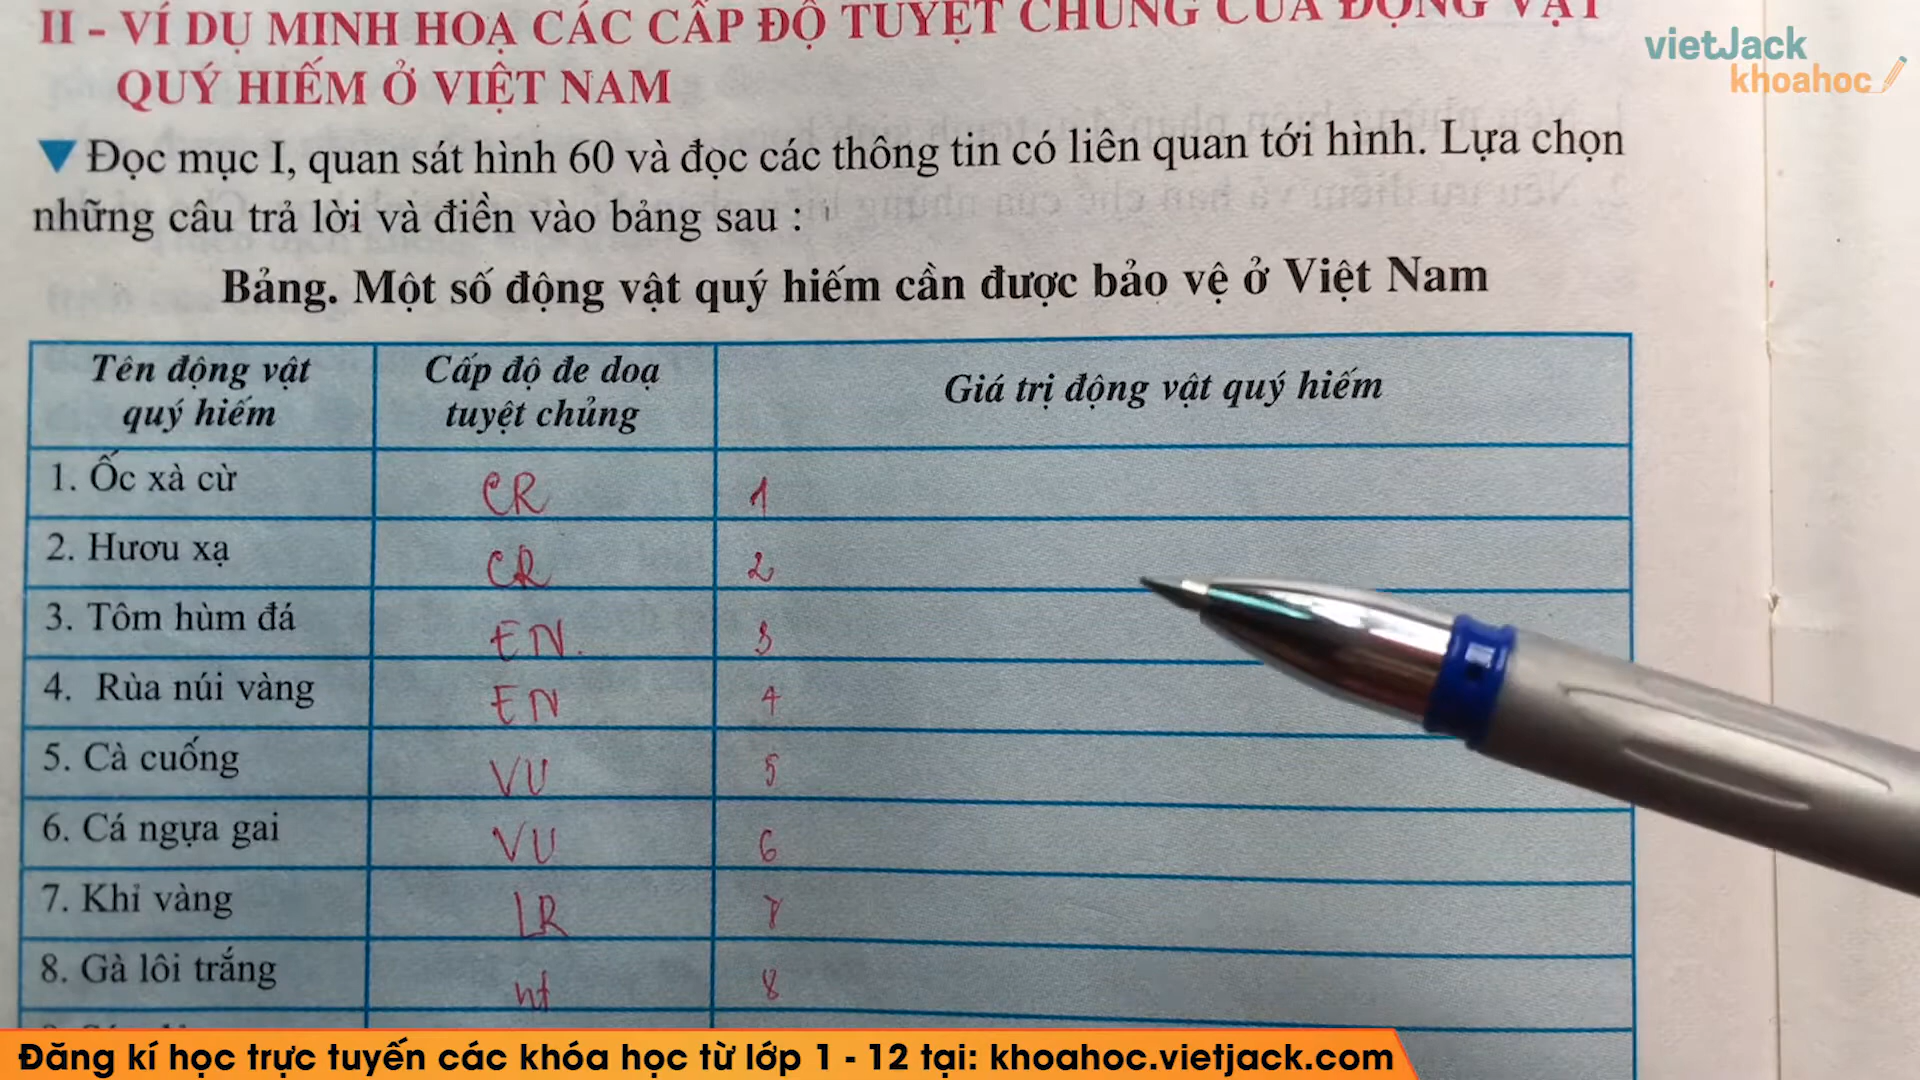 II - VÍ DỤ MINH HOẠ CÁC CẤP ĐỘ TUYỆT CHỦNG CỦA ĐỘNG VẬT
QUÝ HIẾM Ở VIỆT NAM
vietJack
khoahoc
▼ Đọc mục I, quan sát hình 60 và đọc các thông tin có liên quan tới hình. Lựa chọn
những câu trả lời và điền vào bảng sau :
Bảng. Một số động vật quý hiếm cần được bảo vệ ở Việt Nam
Tên động vật quý hiếm | Cấp độ đe doạ tuyệt chủng | Giá trị động vật quý hiếm
1. Ốc xà cừ CR 1
2. Hươu xạ CR 2
3. Tôm hùm đá EN. 3
4. Rùa núi vàng EN 4
5. Cà cuống VU 5
6. Cá ngựa gai VU 6
7. Khỉ vàng LR 7
8. Gà lôi trắng 8
Đăng kí học trực tuyến các khóa học từ lớp 1 - 12 tại: khoahoc.vietjack.com